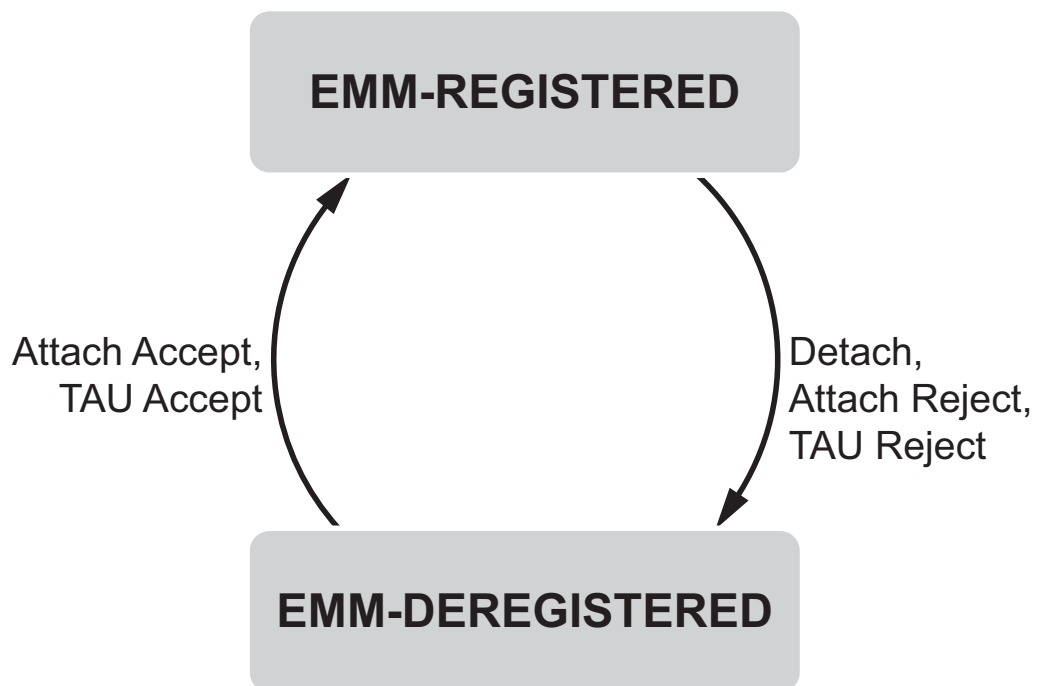 EMM-REGISTERED
Attach Accept,
TAU Accept
Detach,
Attach Reject,
TAU Reject
EMM-DEREGISTERED